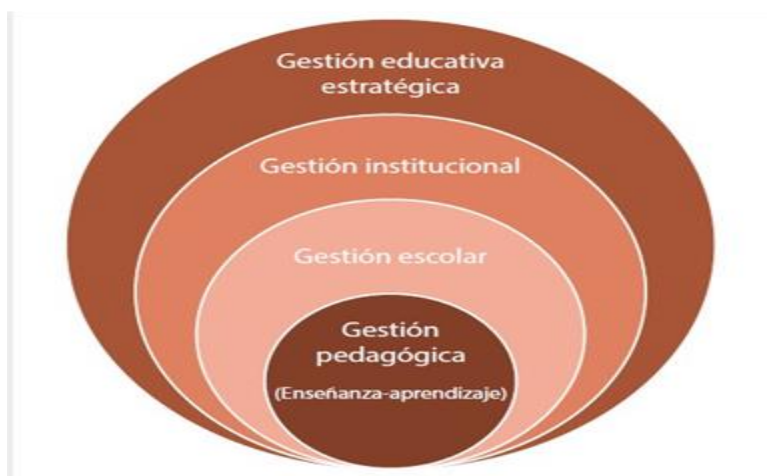 Gestión educativa
estratégica
Gestión institucional
Gestión escolar
Gestión
pedagógica
(Enseñanza-aprendizaje)